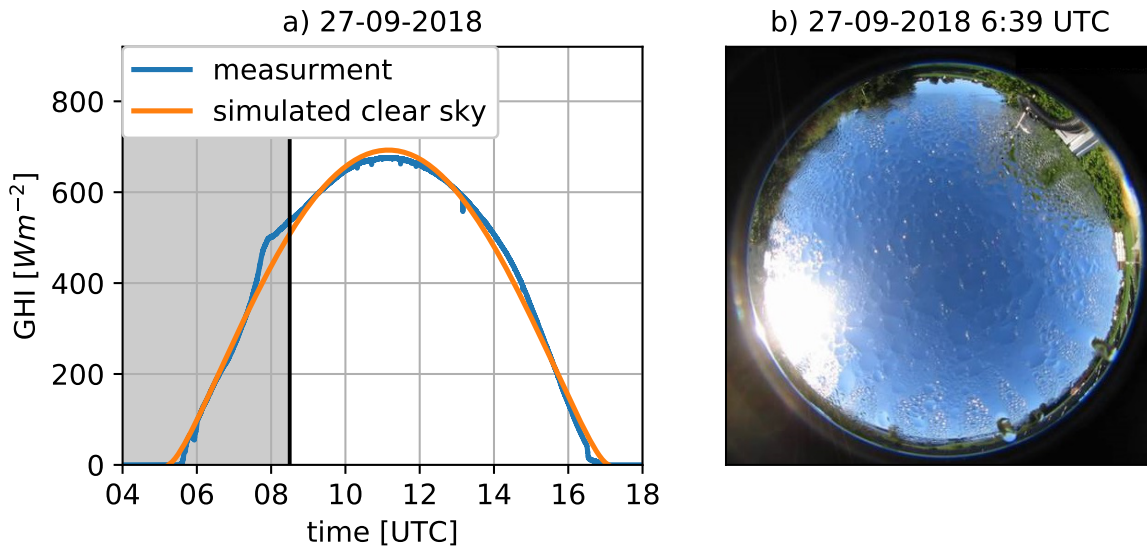 a) 27-09-2018
measurment
simulated clear sky
GHI [Wm⁻²]
800
600
400
200
0
04 06 08 10 12 14 16 18
time [UTC]
b) 27-09-2018 6:39 UTC